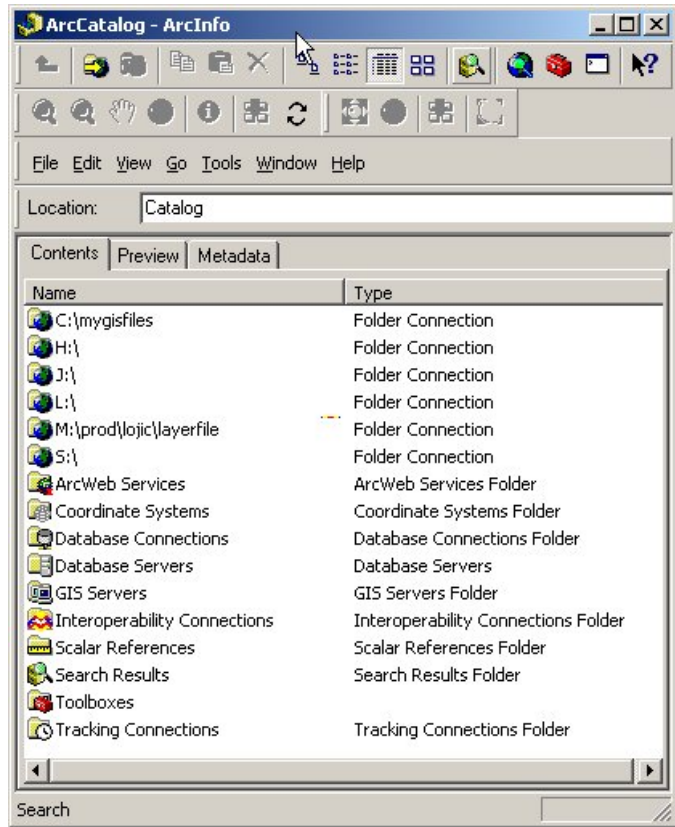 ArcCatalog - ArcInfo
File Edit View Go Tools Window Help
Location: Catalog
Contents Preview Metadata
Name Type
C:\mygisfiles Folder Connection
H:\ Folder Connection
J:\ Folder Connection
L:\ Folder Connection
M:\prod\lojic\layerfile Folder Connection
S:\ Folder Connection
ArcWeb Services ArcWeb Services Folder
Coordinate Systems Coordinate Systems Folder
Database Connections Database Connections Folder
Database Servers Database Servers
GIS Servers GIS Servers Folder
Interoperability Connections Interoperability Connections Folder
Scalar References Scalar References Folder
Search Results Search Results Folder
Toolboxes
Tracking Connections Tracking Connections Folder
Search